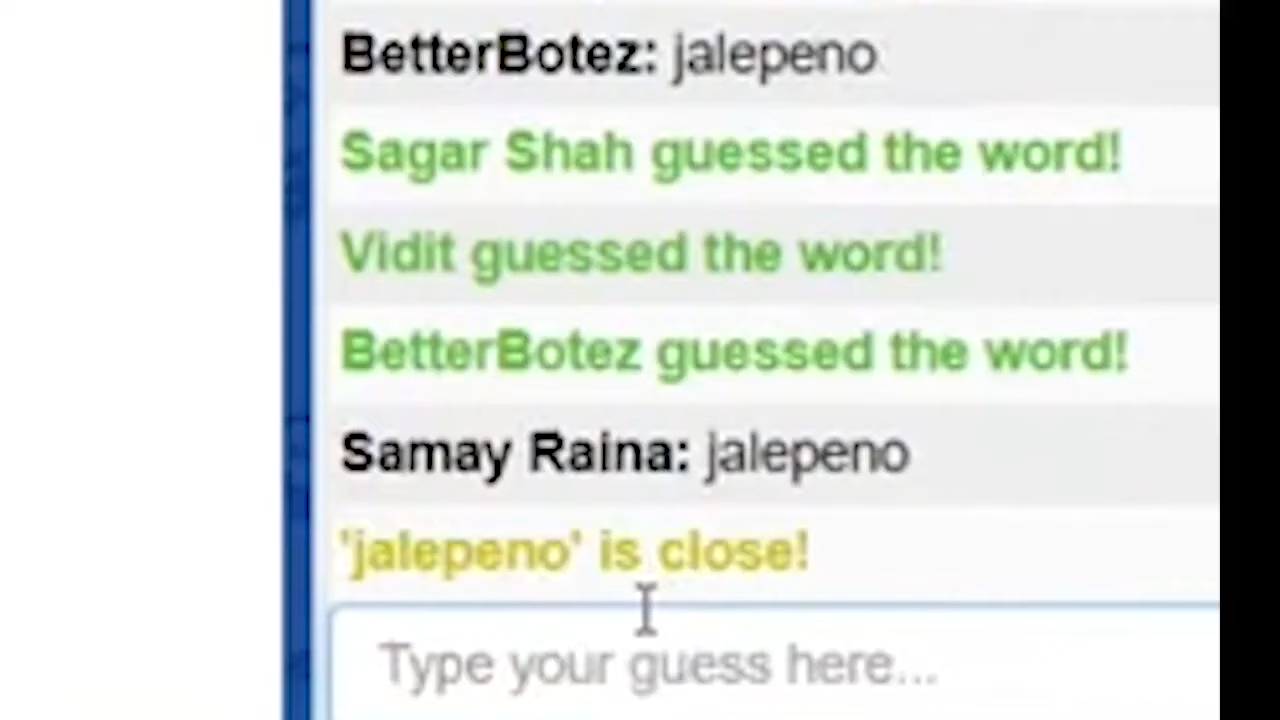 BetterBotez: jalepeno
Sagar Shah guessed the word!
Vidit guessed the word!
BetterBotez guessed the word!
Samay Raina: jalepeno
'jalepeno' is close!
Type your guess here...